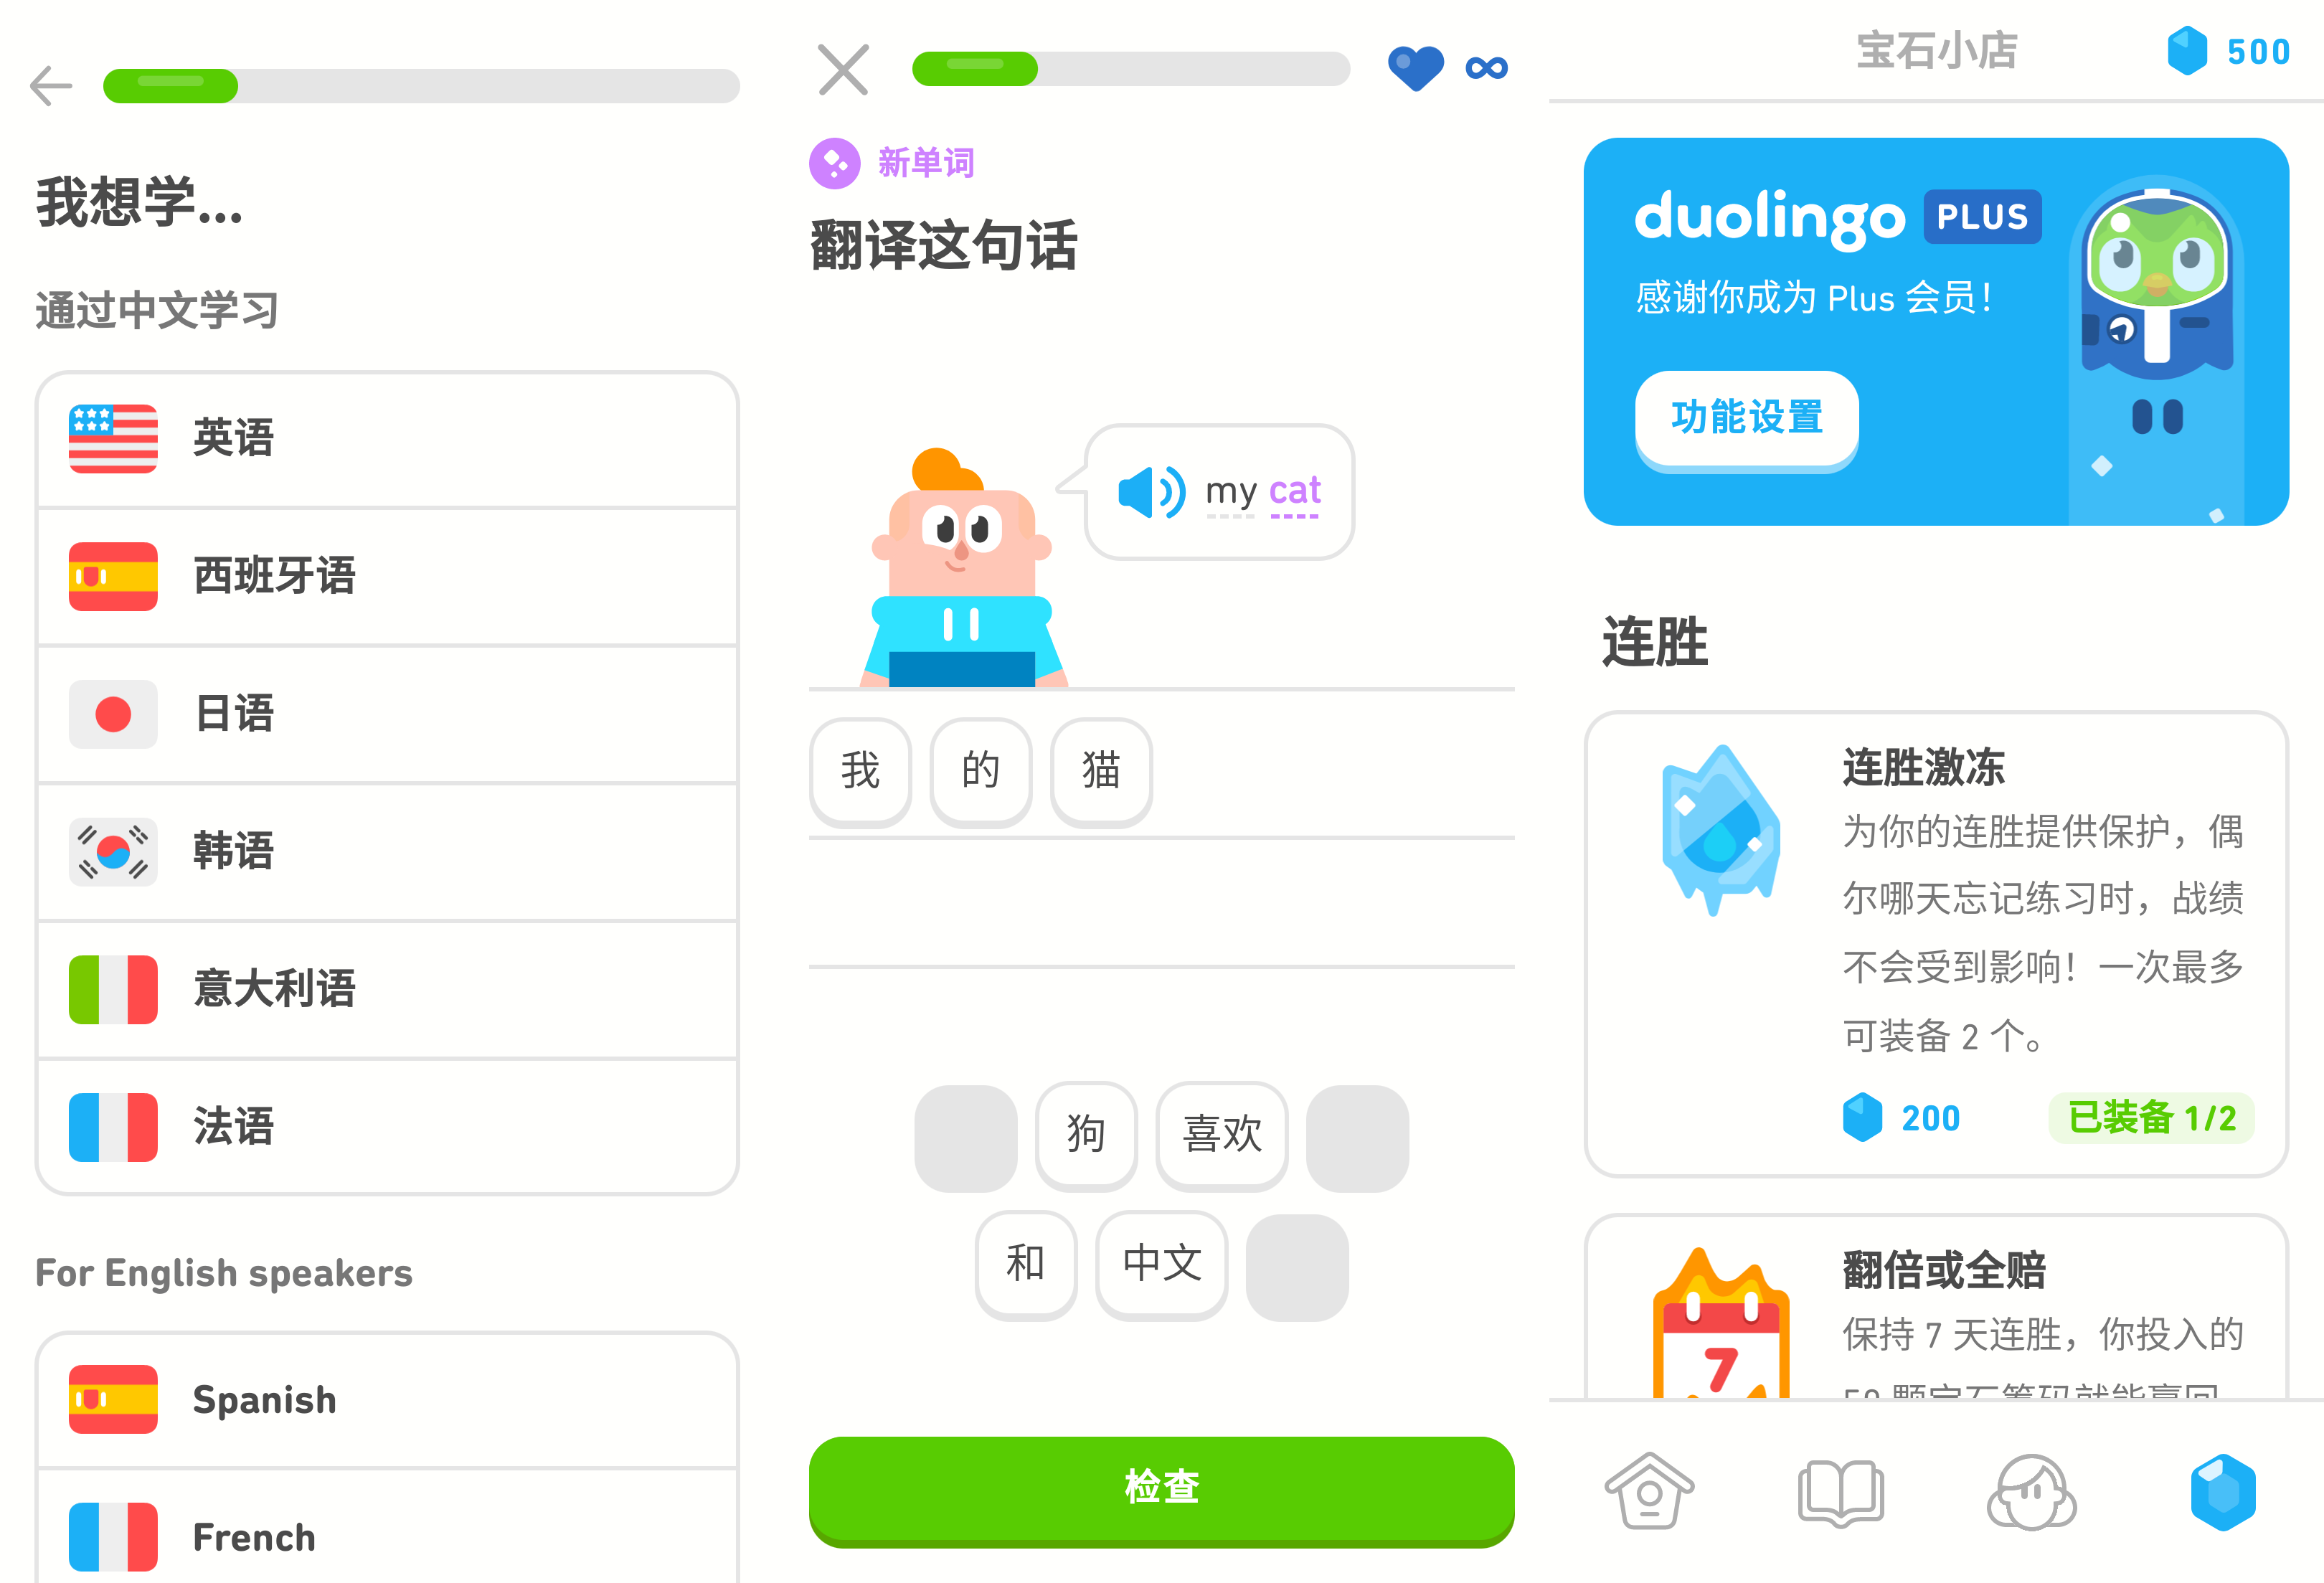 我想学...
通过中文学习
英语
西班牙语
日语
韩语
意大利语
法语
For English speakers
Spanish
French
新单词
翻译这句话
my cat
我 的 猫
狗 喜欢
和 中文
检查
宝石小店 500
duolingo PLUS
感谢你成为 Plus 会员！
功能设置
连胜
连胜激冻
为你的连胜提供保护，偶
尔哪天忘记练习时，战绩
不会受到影响！一次最多
可装备 2 个。
200 已装备 1/2
翻倍或全赔
7
保持 7 天连胜，你投入的